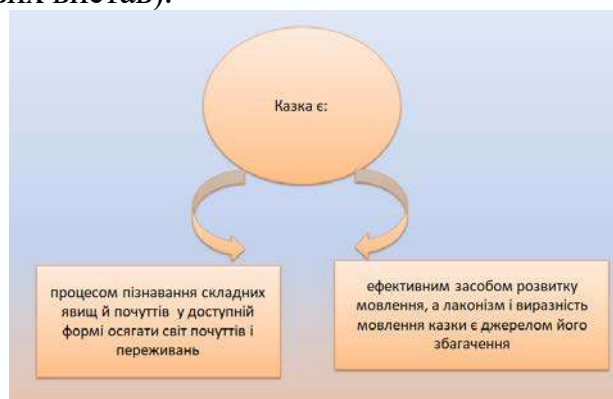 вистав).
Казка є:
процесом пізнавання складних
явищ й почуттів у доступній
формі осягати світ почуттів і
переживань
ефективним засобом розвитку
мовлення, а лаконізм і виразність
мовлення казки є джерелом його
збагачення